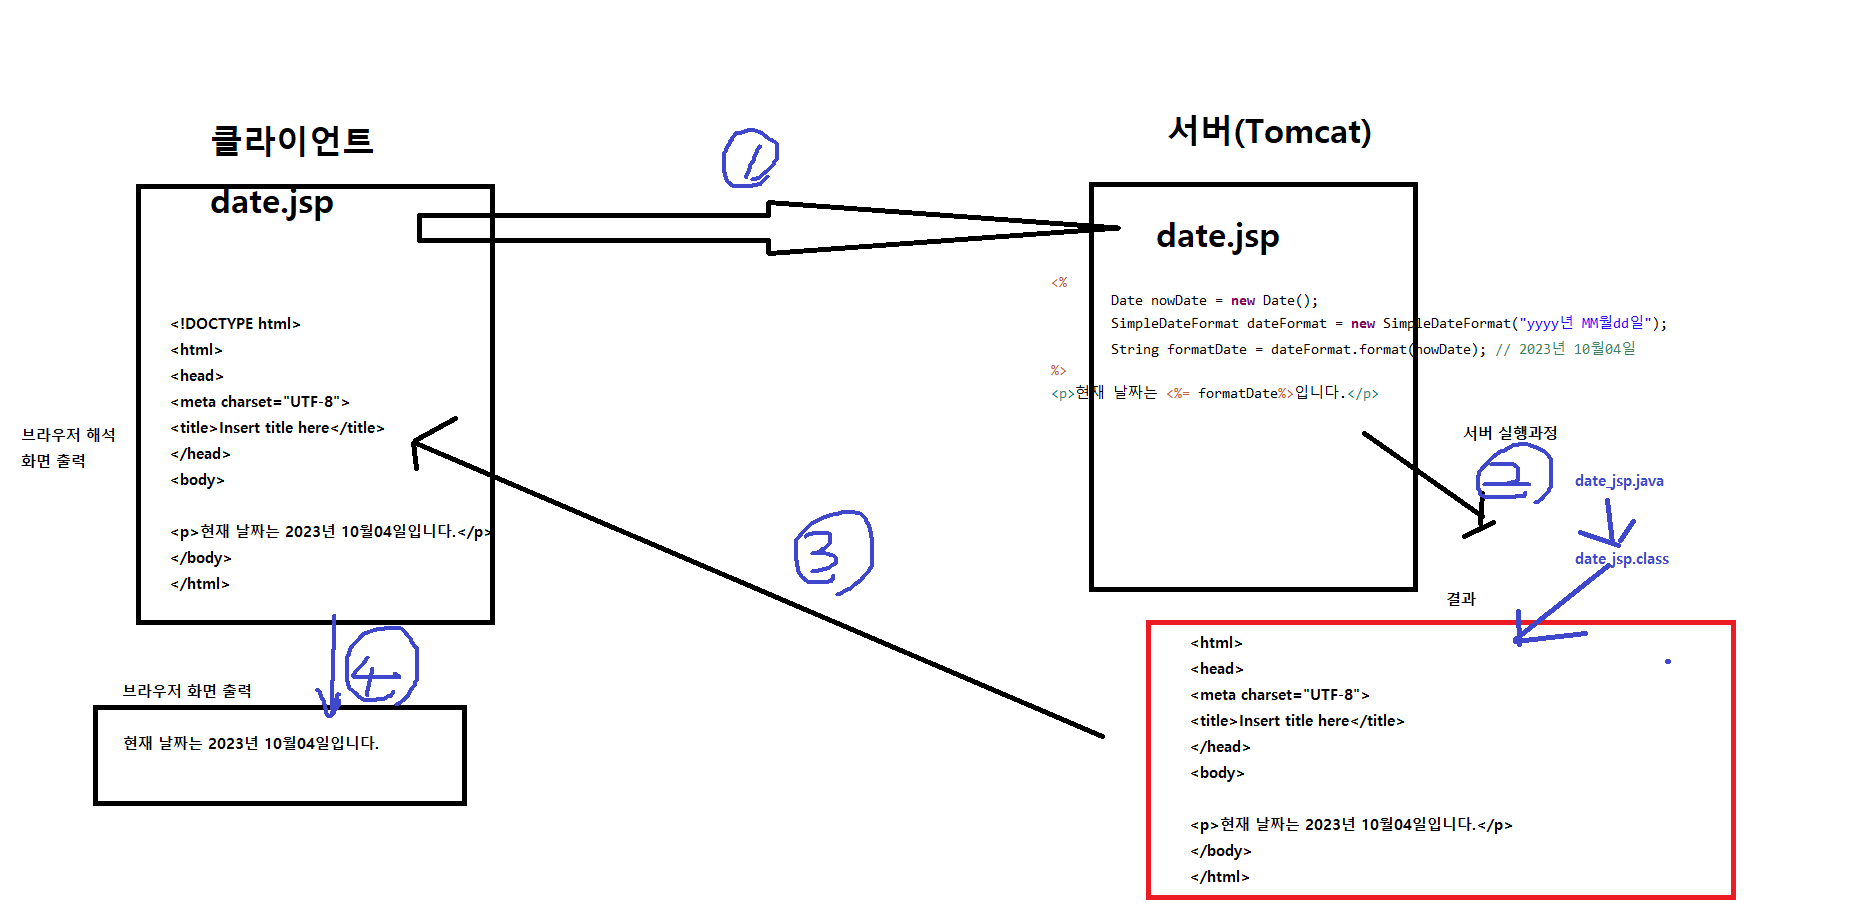 클라이언트
date.jsp
<!DOCTYPE html>
<html>
<head>
<meta charset="UTF-8">
<title>Insert title here</title>
</head>
<body>
<p>현재 날짜는 2023년 10월04일입니다.</p>
</body>
</html>
브라우저 해석
화면 출력
1
서버(Tomcat)
date.jsp
<%
Date nowDate = new Date();
SimpleDateFormat dateFormat = new SimpleDateFormat("yyyy년 MM월dd일");
String formatDate = dateFormat.format(nowDate); // 2023년 10월04일
%>
<p>현재 날짜는 <%= formatDate%>입니다.</p>
서버 실행과정
2
date_jsp.java
date_jsp.class
결과
<html>
<head>
<meta charset="UTF-8">
<title>Insert title here</title>
</head>
<body>
<p>현재 날짜는 2023년 10월04일입니다.</p>
</body>
</html>
3
4
브라우저 화면 출력
현재 날짜는 2023년 10월04일입니다.